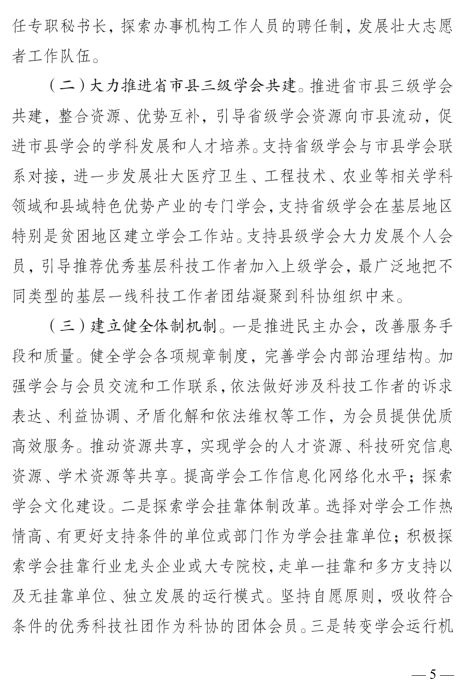 任专职秘书长，探索办事机构工作人员的聘任制，发展壮大志愿
者工作队伍。
（二）大力推进省市县三级学会共建。推进省市县三级学会
共建，整合资源、优势互补，引导省级学会资源向市县流动，促
进市县学会的学科发展和人才培养。支持省级学会与市县学会联
系对接，进一步发展壮大医疗卫生、工程技术、农业等相关学科
领域和县域特色优势产业的专门学会，支持省级学会在基层地区
特别是贫困地区建立学会工作站。支持县级学会大力发展个人会
员，引导推荐优秀基层科技工作者加入上级学会，最广泛地把不
同类型的基层一线科技工作者团结凝聚到科协组织中来。
（三）建立健全体制机制。一是推进民主办会，改善服务手
段和质量。健全学会各项规章制度，完善学会内部治理结构。加
强学会与会员交流和工作联系，依法做好涉及科技工作者的诉求
表达、利益协调、矛盾化解和依法维权等工作，为会员提供优质
高效服务。推动资源共享，实现学会的人才资源、科技研究信息
资源、学术资源等共享。提高学会工作信息化网络化水平；探索
学会文化建设。二是探索学会挂靠体制改革。选择对学会工作热
情高、有更好支持条件的单位或部门作为学会挂靠单位；积极探
索学会挂靠行业龙头企业或大专院校，走单一挂靠和多方支持以
及无挂靠单位、独立发展的运行模式。坚持自愿原则，吸收符合
条件的优秀科技社团作为科协的团体会员。三是转变学会运行机
— 5 —